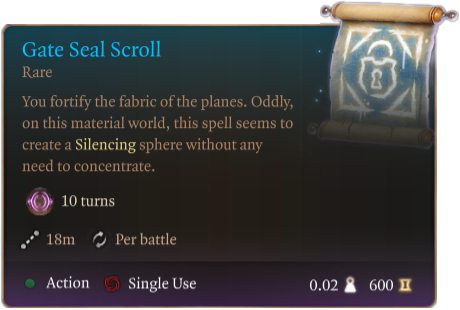 Gate Seal Scroll
Rare
You fortify the fabric of the planes. Oddly,
on this material world, this spell seems to
create a Silencing sphere without any
need to concentrate.
10 turns
18m Per battle
Action Single Use 0.02 600